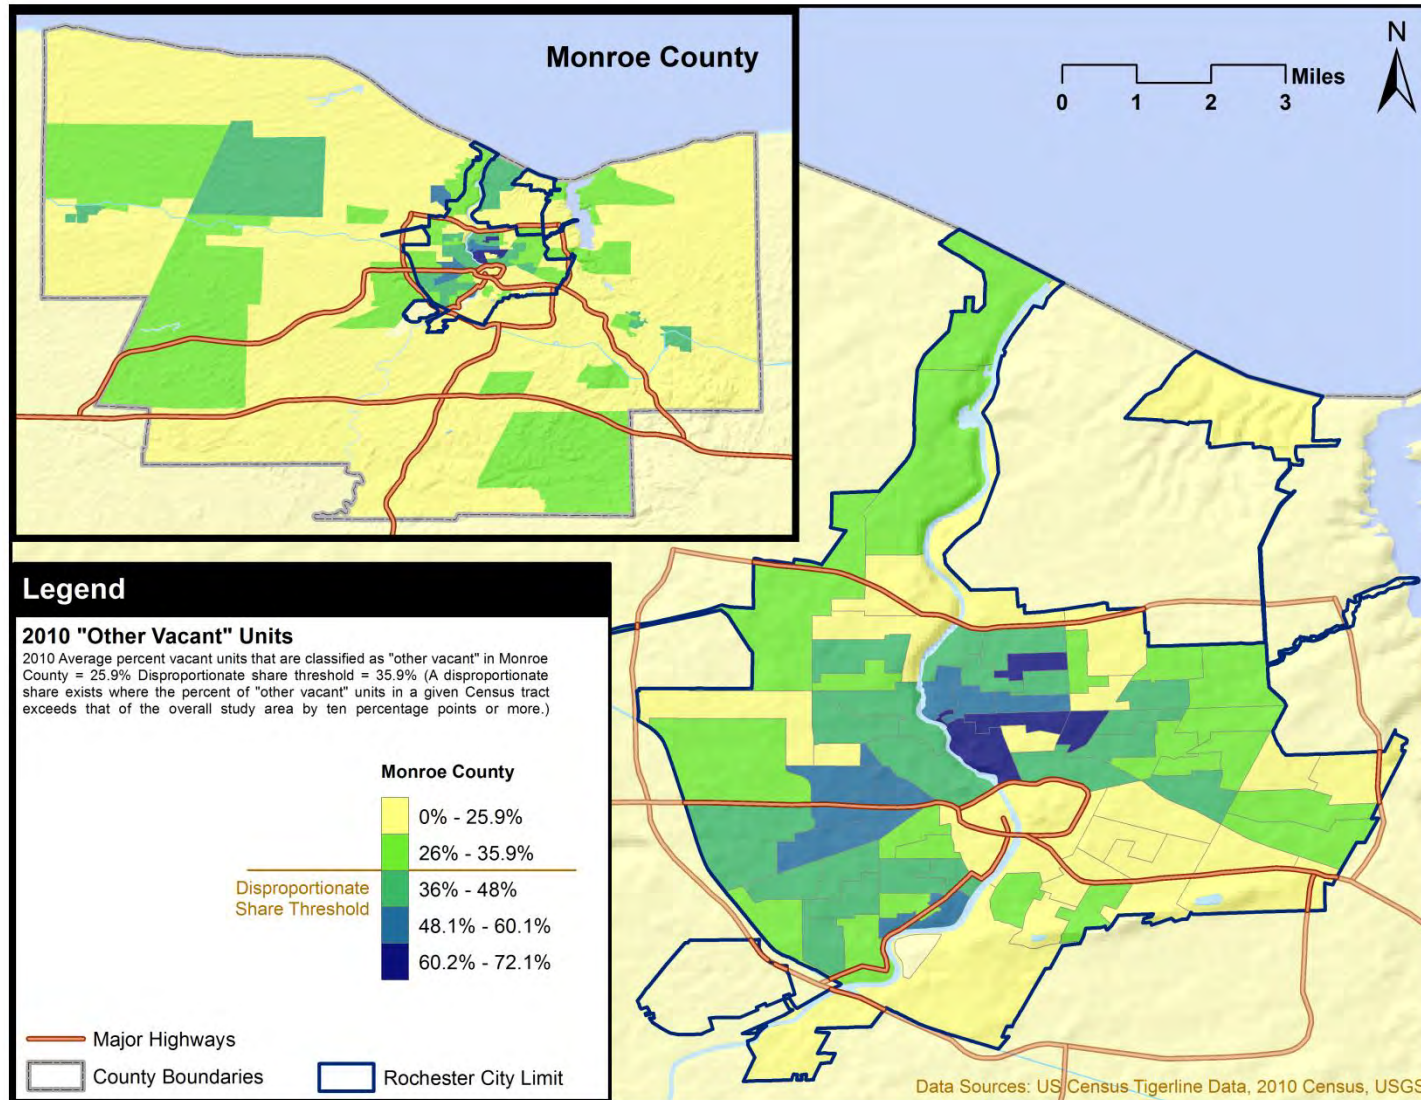 Monroe County
N
Miles
0 1 2 3
Legend
2010 "Other Vacant" Units
2010 Average percent vacant units that are classified as "other vacant" in Monroe
County = 25.9% Disproportionate share threshold = 35.9% (A disproportionate
share exists where the percent of "other vacant" units in a given Census tract
exceeds that of the overall study area by ten percentage points or more.)
Monroe County
0% - 25.9%
26% - 35.9%
Disproportionate
Share Threshold
36% - 48%
48.1% - 60.1%
60.2% - 72.1%
Major Highways
County Boundaries
Rochester City Limit
Data Sources: US Census Tigerline Data, 2010 Census, USGS